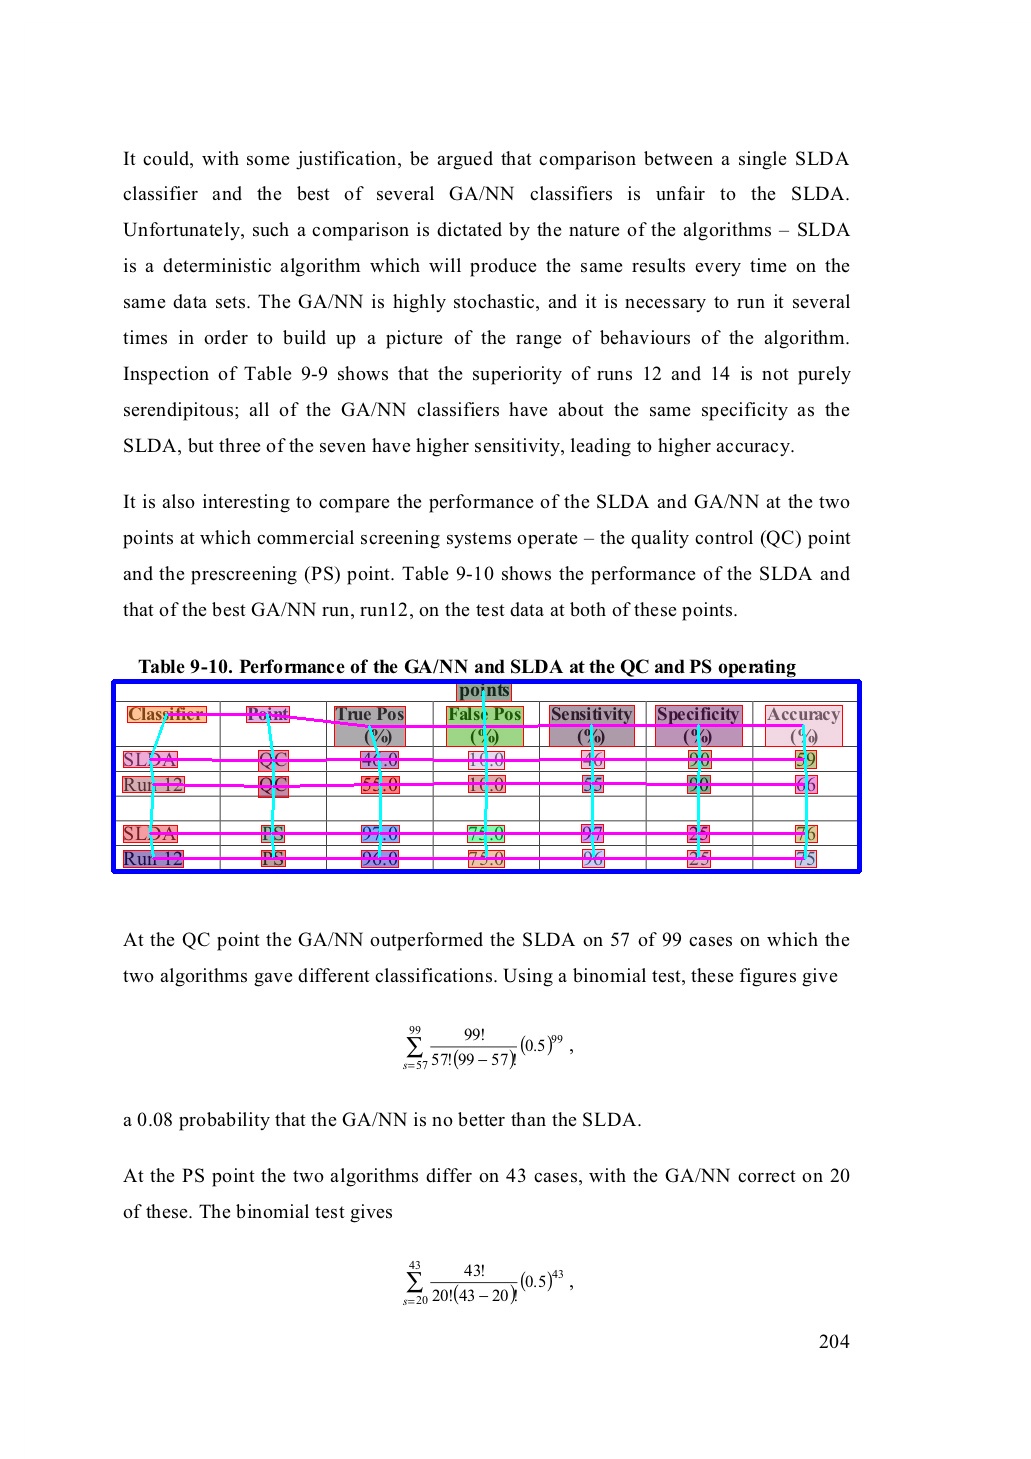 It could, with some justification, be argued that comparison between a single SLDA
classifier and the best of several GA/NN classifiers is unfair to the SLDA.
Unfortunately, such a comparison is dictated by the nature of the algorithms – SLDA
is a deterministic algorithm which will produce the same results every time on the
same data sets. The GA/NN is highly stochastic, and it is necessary to run it several
times in order to build up a picture of the range of behaviours of the algorithm.
Inspection of Table 9-9 shows that the superiority of runs 12 and 14 is not purely
serendipitous; all of the GA/NN classifiers have about the same specificity as the
SLDA, but three of the seven have higher sensitivity, leading to higher accuracy.
It is also interesting to compare the performance of the SLDA and GA/NN at the two
points at which commercial screening systems operate – the quality control (QC) point
and the prescreening (PS) point. Table 9-10 shows the performance of the SLDA and
that of the best GA/NN run, run12, on the test data at both of these points.
Table 9-10. Performance of the GA/NN and SLDA at the QC and PS operating
points
Classifier Point True Pos False Pos Sensitivity Specificity Accuracy
(%) (%) (%) (%) (%)
SLDA QC 46.0 10.0 46 90 59
Run 12 QC 55.0 10.0 55 90 66
SLDA PS 97.0 75.0 97 25 76
Run 12 PS 96.0 75.0 96 25 75
At the QC point the GA/NN outperformed the SLDA on 57 of 99 cases on which the
two algorithms gave different classifications. Using a binomial test, these figures give
99 99!
∑ (0.5)^99 ,
s=57 57!(99 – 57)!
a 0.08 probability that the GA/NN is no better than the SLDA.
At the PS point the two algorithms differ on 43 cases, with the GA/NN correct on 20
of these. The binomial test gives
43 43!
∑ (0.5)^43 ,
s=20 20!(43 – 20)!
204